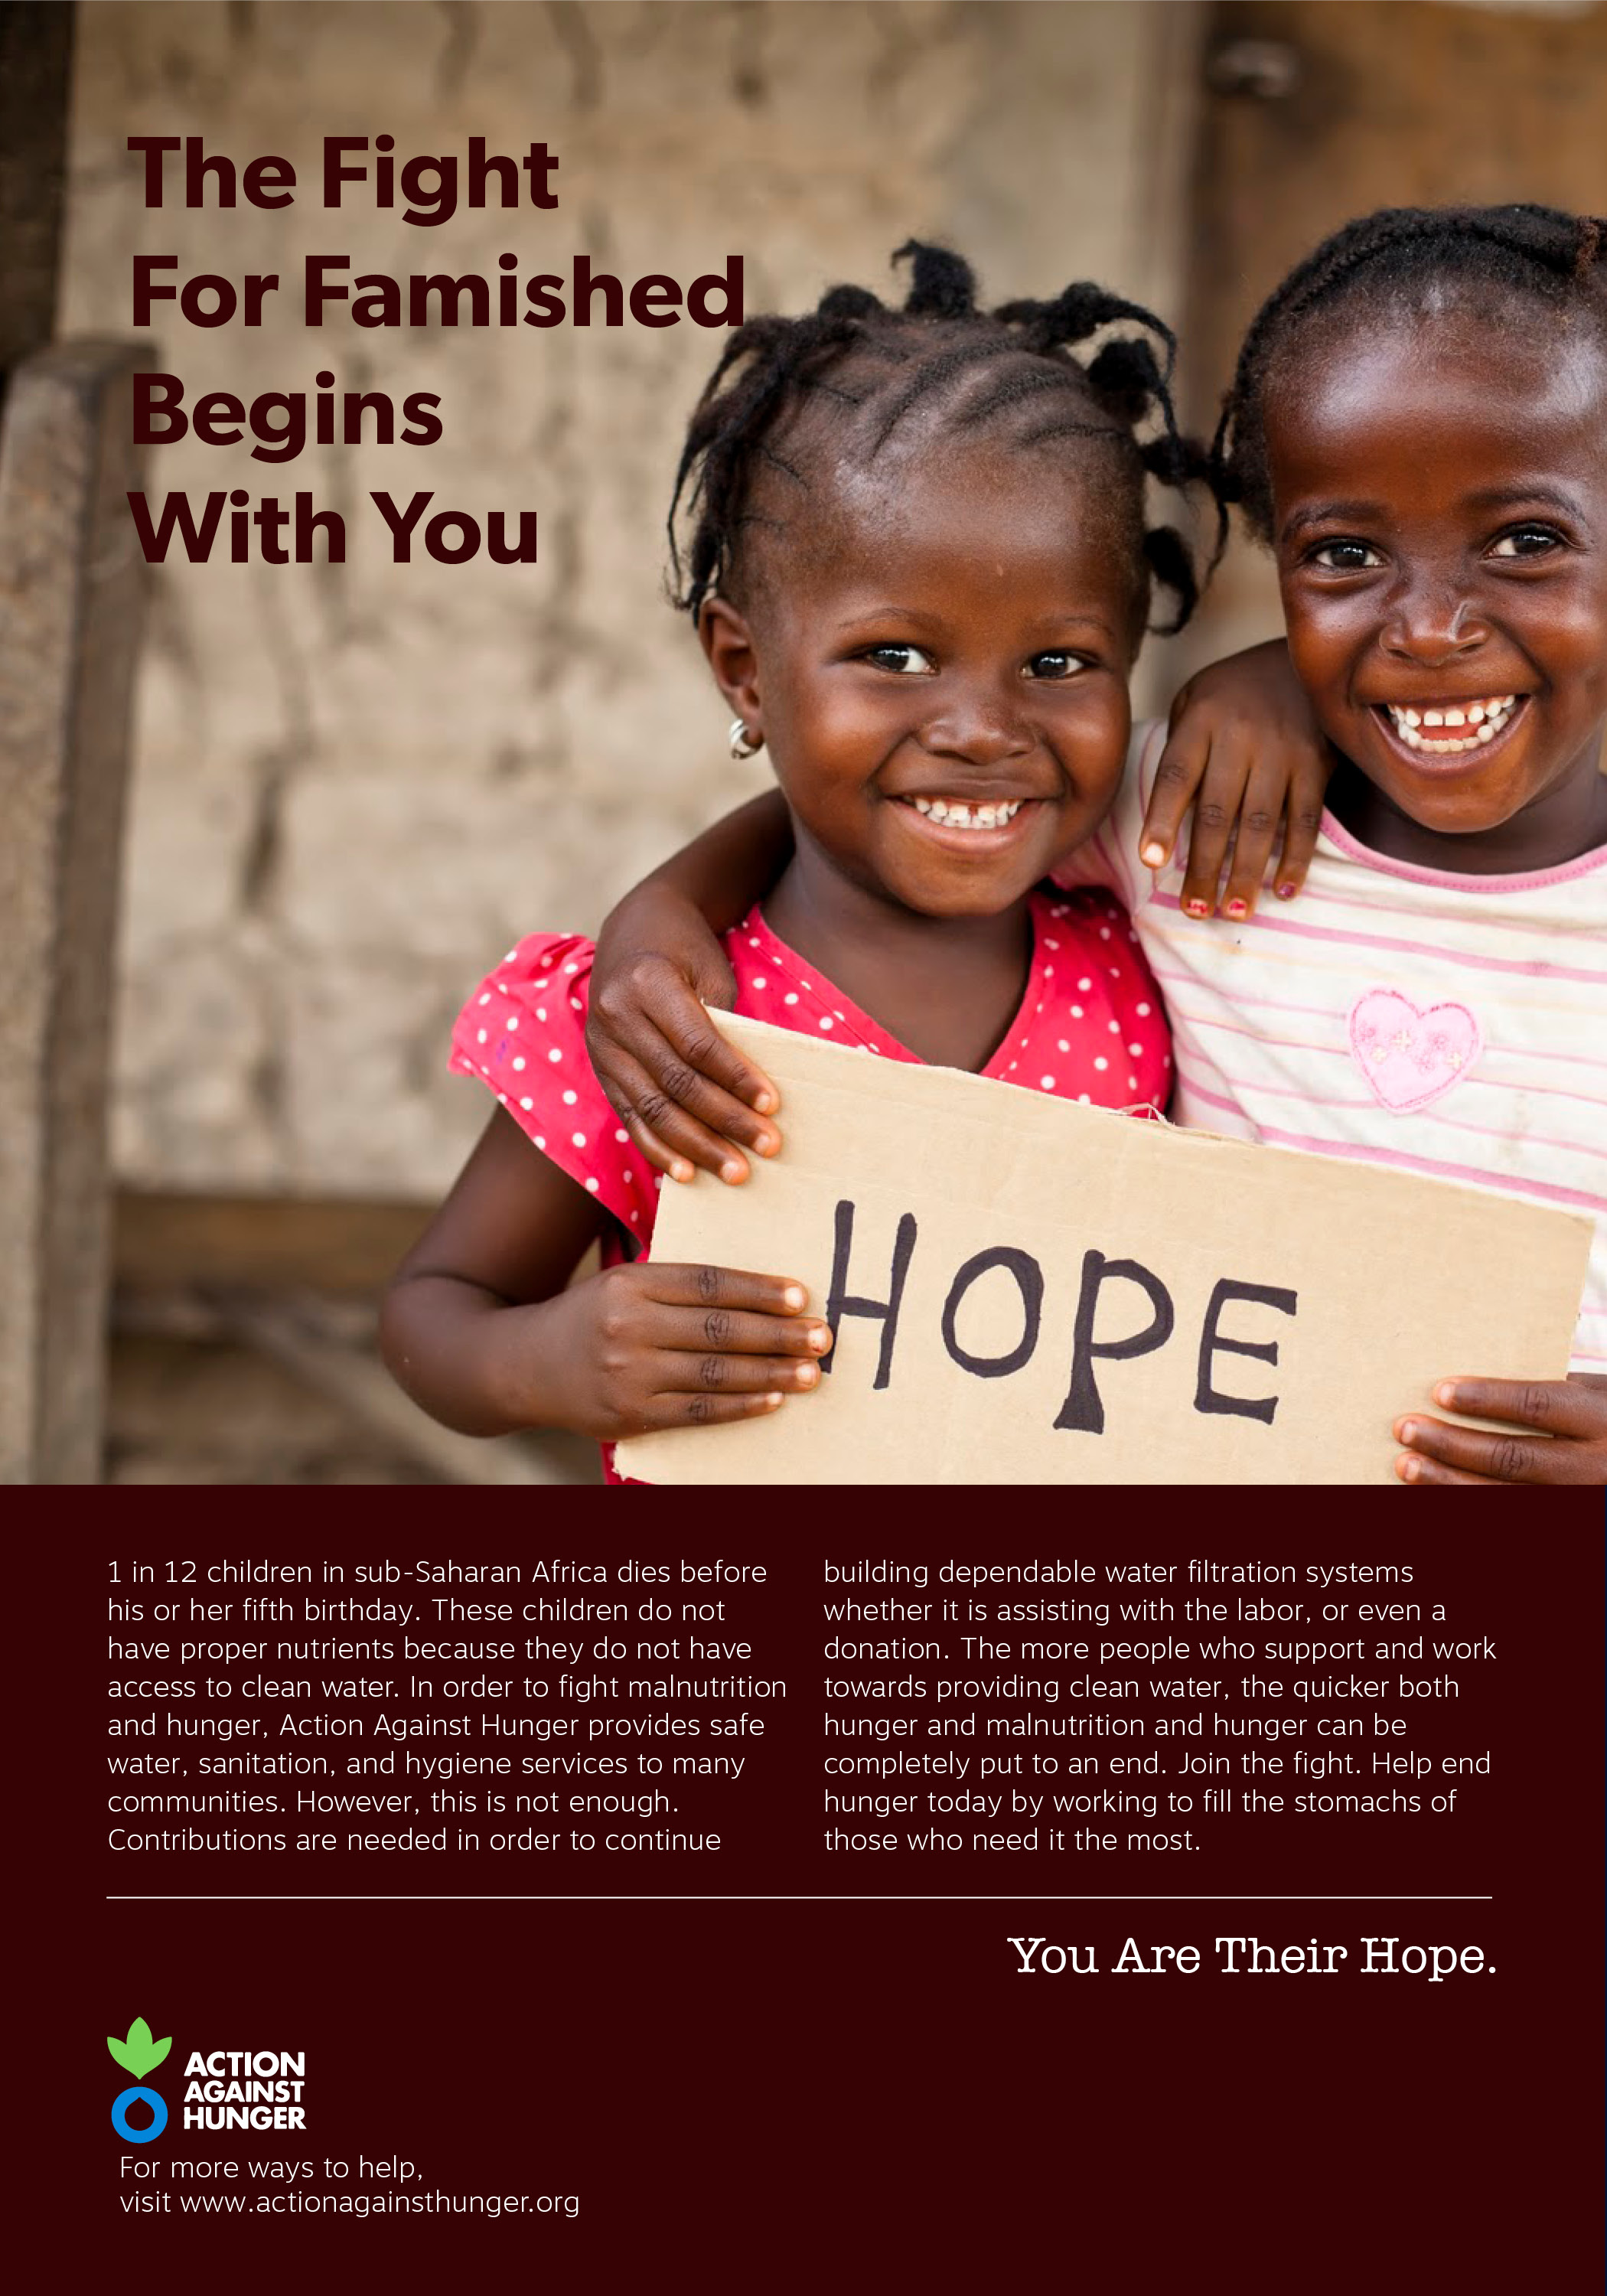 The Fight
For Famished
Begins
With You
HOPE
1 in 12 children in sub-Saharan Africa dies before
his or her fifth birthday. These children do not
have proper nutrients because they do not have
access to clean water. In order to fight malnutrition
and hunger, Action Against Hunger provides safe
water, sanitation, and hygiene services to many
communities. However, this is not enough.
Contributions are needed in order to continue
building dependable water filtration systems
whether it is assisting with the labor, or even a
donation. The more people who support and work
towards providing clean water, the quicker both
hunger and malnutrition and hunger can be
completely put to an end. Join the fight. Help end
hunger today by working to fill the stomachs of
those who need it the most.
You Are Their Hope.
ACTION
AGAINST
HUNGER
For more ways to help,
visit www.actionagainsthunger.org